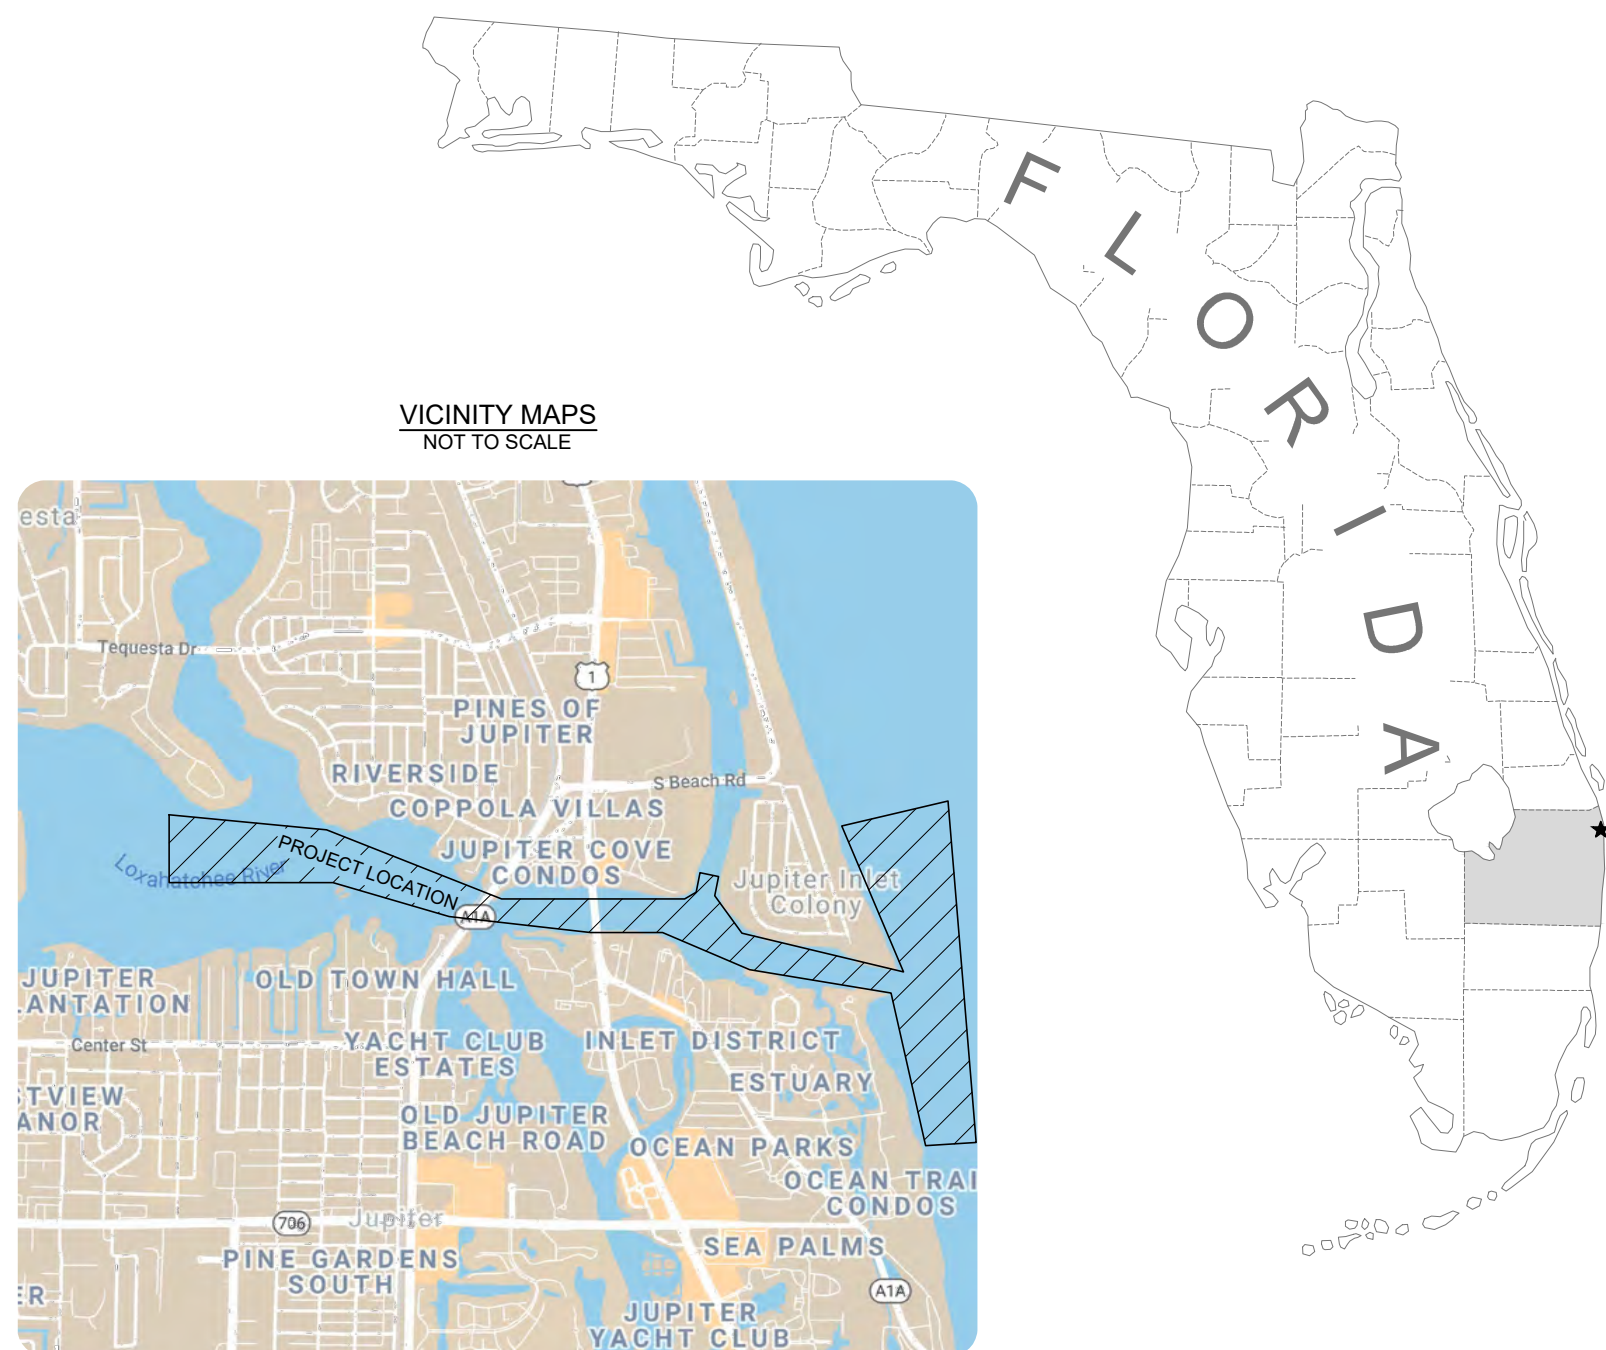 FLORIDA
VICINITY MAPS
NOT TO SCALE
esta
Tequesta Dr
1
PINES OF
JUPITER
RIVERSIDE
S Beach Rd
COPPOLA VILLAS
PROJECT LOCATION
JUPITER COVE
CONDOS
Loxahatchee River
Jupiter Inlet
Colony
A1A
JUPITER
LANTATION
OLD TOWN HALL
Center St
YACHT CLUB
ESTATES
INLET DISTRICT
ESTUARY
STVIEW
ANOR
OLD JUPITER
BEACH ROAD
OCEAN PARKS
OCEAN TRAI
CONDOS
706
Jupiter
PINE GARDENS
SOUTH
SEA PALMS
ER
A1A
JUPITER
YACHT CLUB